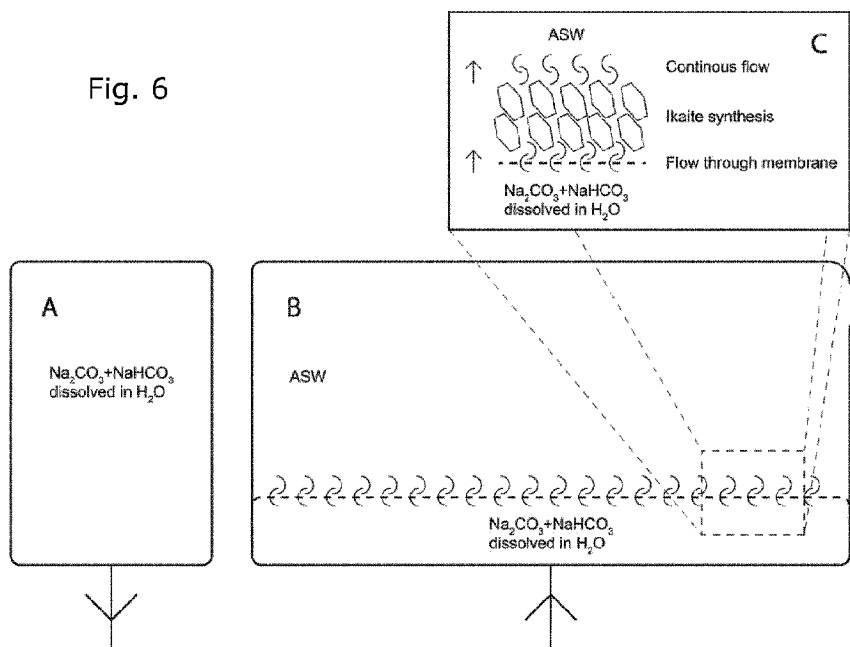 Fig. 6
C
ASW
Continous flow
Ikaite synthesis
Flow through membrane
Na₂CO₃+NaHCO₃
dissolved in H₂O
A
Na₂CO₃+NaHCO₃
dissolved in H₂O
B
ASW
Na₂CO₃+NaHCO₃
dissolved in H₂O